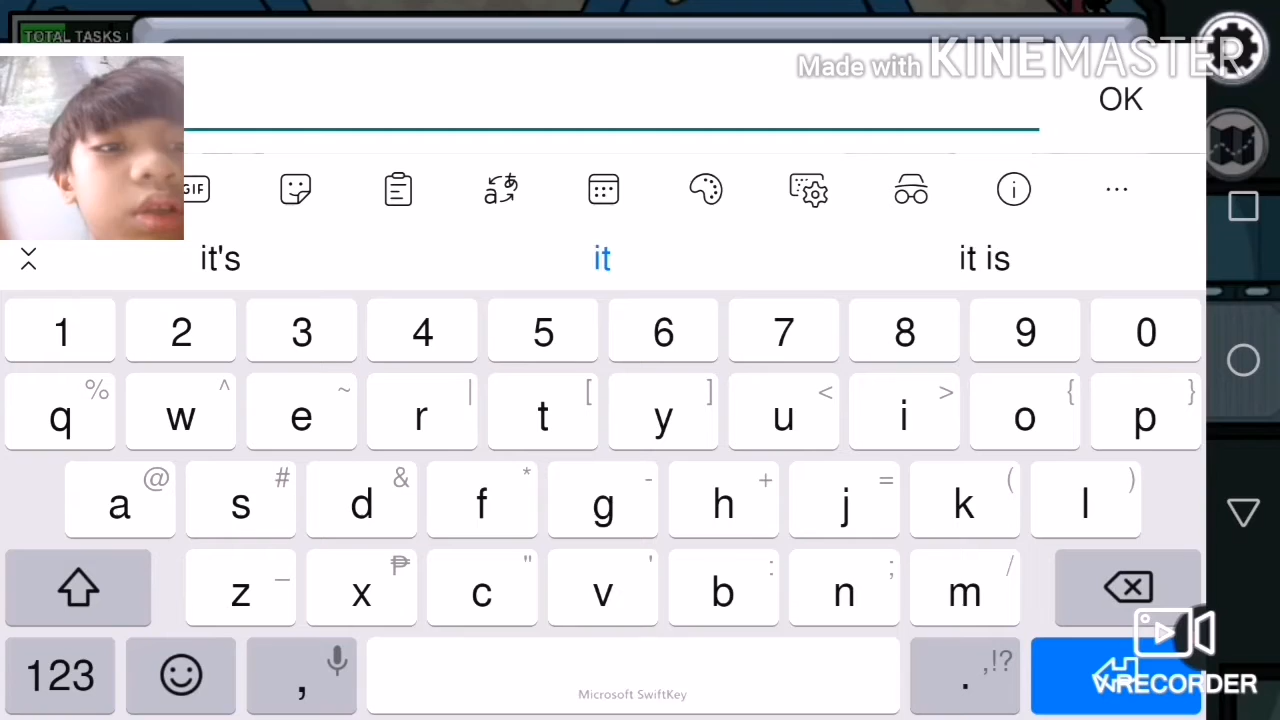 TOTAL TASKS
Made with KINEMASTER
OK
GIF
it's it it is
1 2 3 4 5 6 7 8 9 0
% ^ ~ | [ ] < > { }
q w e r t y u i o p
@ # & * - + = ( )
a s d f g h j k l
_ ₱ " ' : ; /
z x c v b n m
123 , . ,!?
Microsoft SwiftKey
V RECORDER